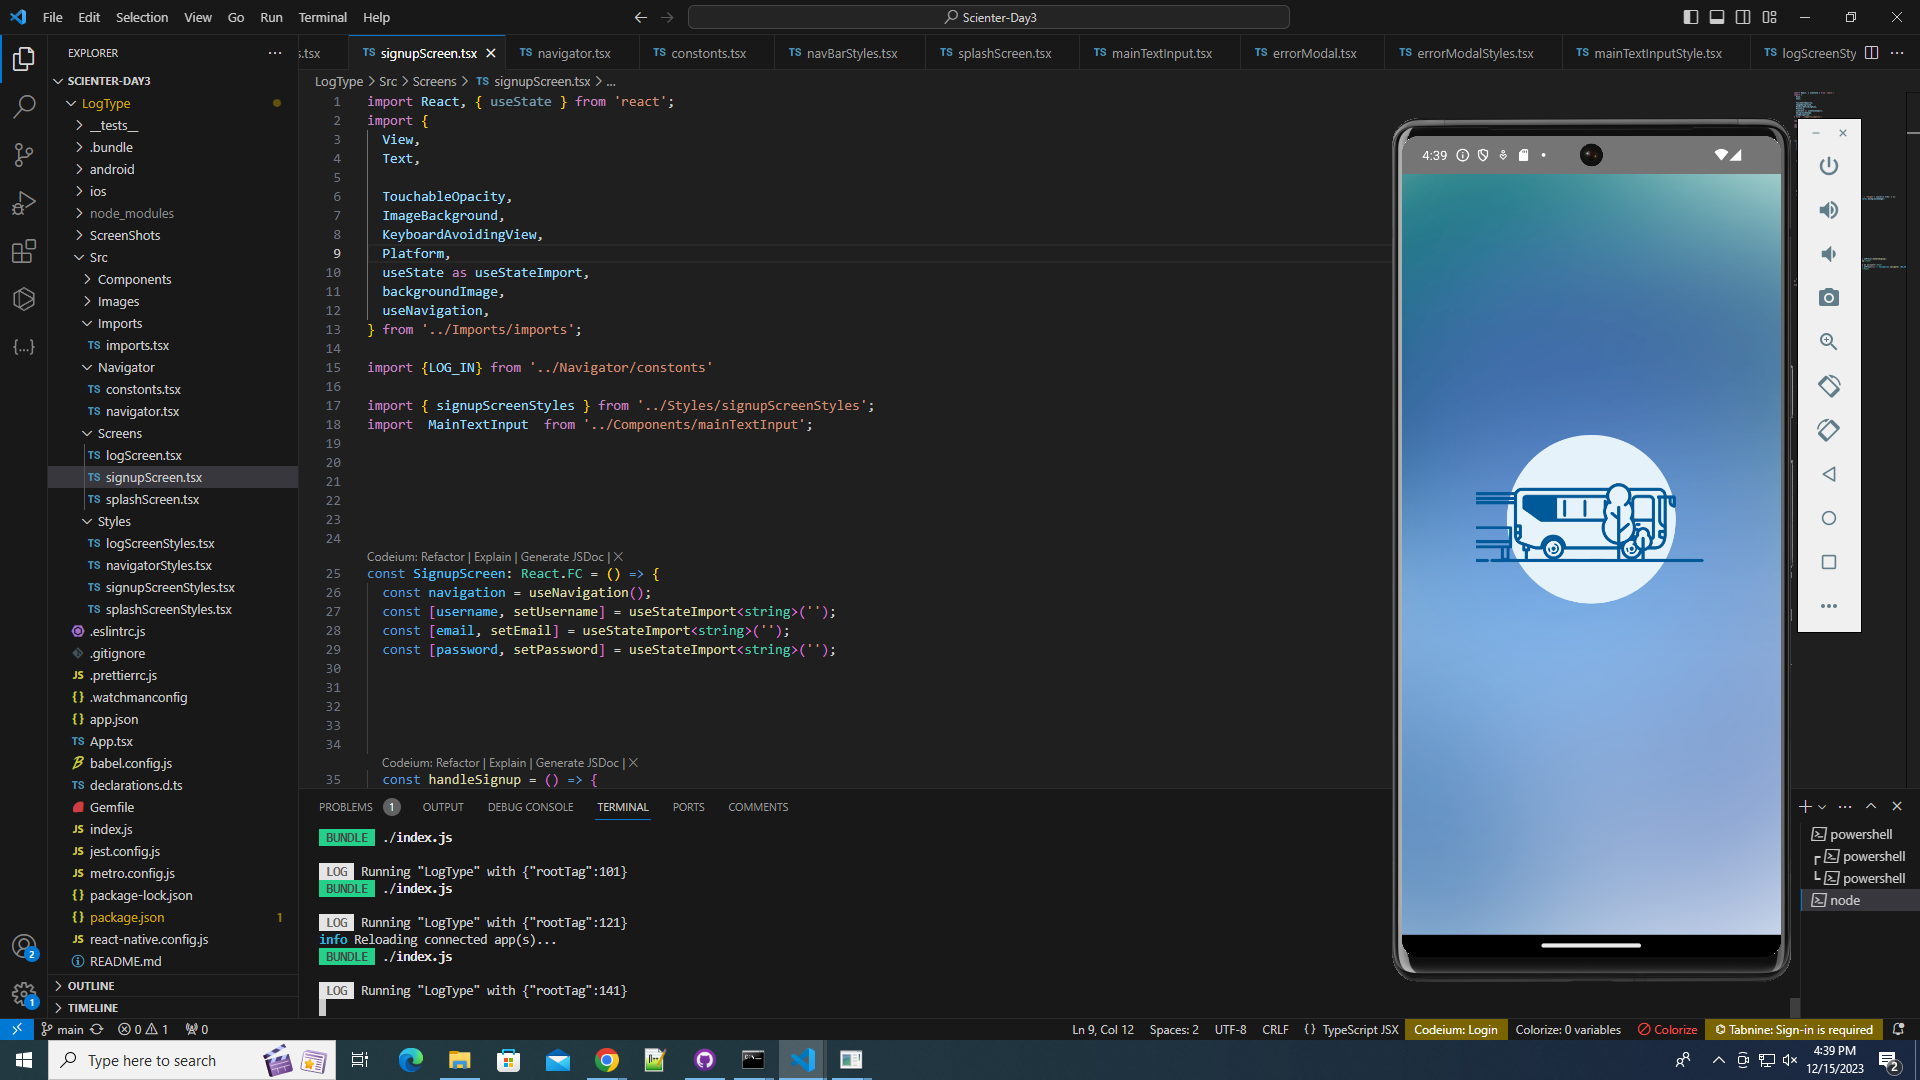 File Edit Selection View Go Run Terminal Help
Scienter-Day3
EXPLORER
SCIENTER-DAY3
LogType
__tests__
.bundle
android
ios
node_modules
ScreenShots
Src
Components
Images
Imports
TS imports.tsx
Navigator
TS constonts.tsx
TS navigator.tsx
Screens
TS logScreen.tsx
TS signupScreen.tsx
TS splashScreen.tsx
Styles
TS logScreenStyles.tsx
TS navigatorStyles.tsx
TS signupScreenStyles.tsx
TS splashScreenStyles.tsx
.eslintrc.js
.gitignore
JS .prettierrc.js
{} .watchmanconfig
{} app.json
TS App.tsx
babel.config.js
TS declarations.d.ts
Gemfile
JS index.js
JS jest.config.js
JS metro.config.js
{} package-lock.json
{} package.json 1
JS react-native.config.js
README.md
OUTLINE
TIMELINE
s.tsx
TS signupScreen.tsx
TS navigator.tsx
TS constonts.tsx
TS navBarStyles.tsx
TS splashScreen.tsx
TS mainTextInput.tsx
TS errorModal.tsx
TS errorModalStyles.tsx
TS mainTextInputStyle.tsx
TS logScreenSty
LogType > Src > Screens > TS signupScreen.tsx > ...
1 import React, { useState } from 'react';
2 import {
3 View,
4 Text,
5
6 TouchableOpacity,
7 ImageBackground,
8 KeyboardAvoidingView,
9 Platform,
10 useState as useStateImport,
11 backgroundImage,
12 useNavigation,
13 } from '../Imports/imports';
14
15 import {LOG_IN} from '../Navigator/constonts'
16
17 import { signupScreenStyles } from '../Styles/signupScreenStyles';
18 import MainTextInput from '../Components/mainTextInput';
19
20
21
22
23
24
Codeium: Refactor | Explain | Generate JSDoc | X
25 const SignupScreen: React.FC = () => {
26 const navigation = useNavigation();
27 const [username, setUsername] = useStateImport<string>('');
28 const [email, setEmail] = useStateImport<string>('');
29 const [password, setPassword] = useStateImport<string>('');
30
31
32
33
34
Codeium: Refactor | Explain | Generate JSDoc | X
35 const handleSignup = () => {
4:39
PROBLEMS 1 OUTPUT DEBUG CONSOLE TERMINAL PORTS COMMENTS
BUNDLE ./index.js
LOG Running "LogType" with {"rootTag":101}
BUNDLE ./index.js
LOG Running "LogType" with {"rootTag":121}
info Reloading connected app(s)...
BUNDLE ./index.js
LOG Running "LogType" with {"rootTag":141}
powershell
powershell
powershell
node
2
1
main 0 1 0
Ln 9, Col 12 Spaces: 2 UTF-8 CRLF {} TypeScript JSX Codeium: Login Colorize: 0 variables Colorize Tabnine: Sign-in is required
Type here to search
4:39 PM
12/15/2023
2